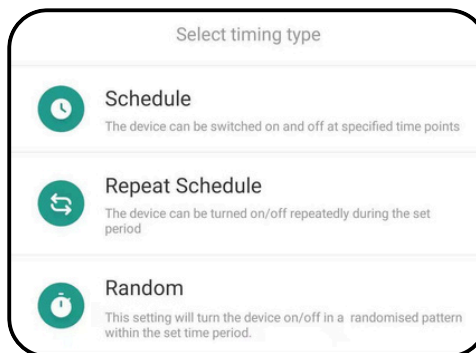 Select timing type
Schedule
The device can be switched on and off at specified time points
Repeat Schedule
The device can be turned on/off repeatedly during the set
period
Random
This setting will turn the device on/off in a randomised pattern
within the set time period.